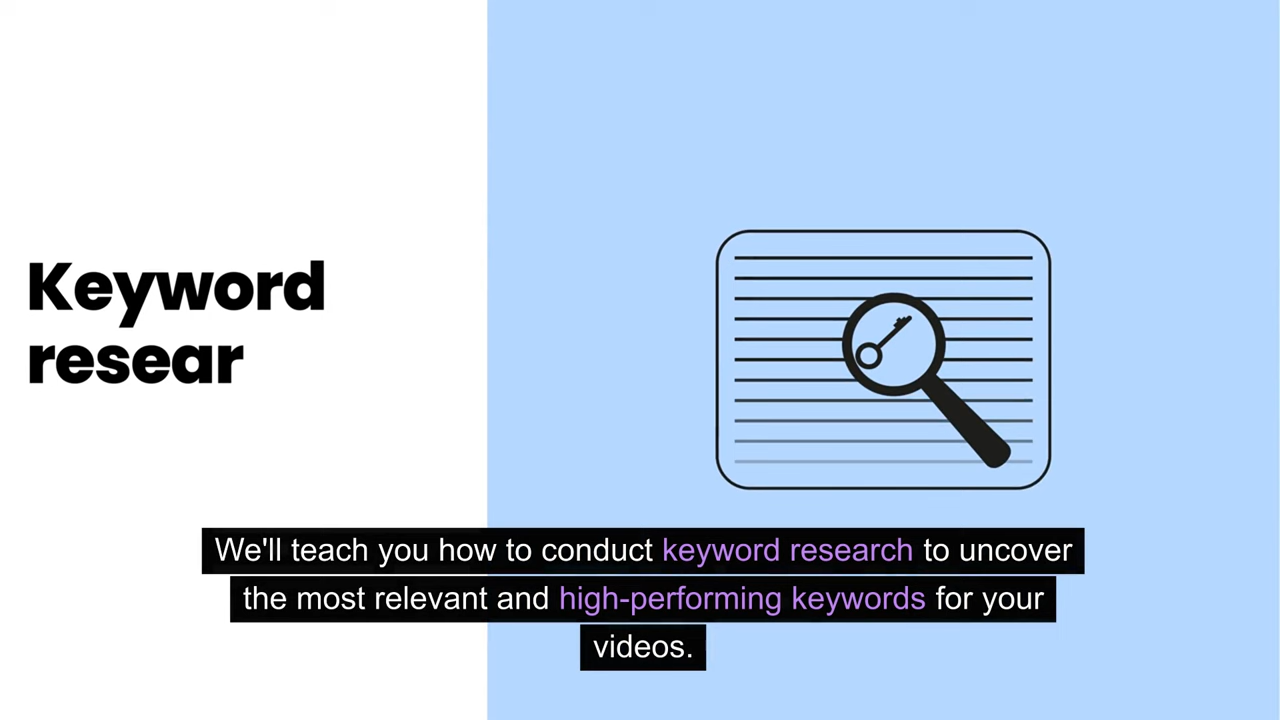 Keyword
resear
We'll teach you how to conduct keyword research to uncover
the most relevant and high-performing keywords for your
videos.